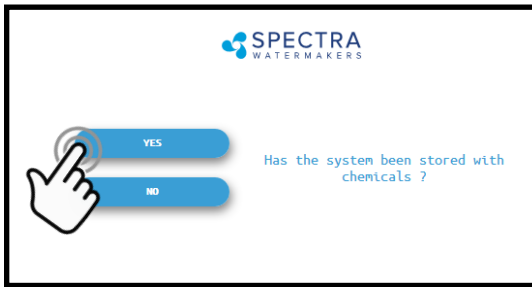 SPECTRA
WATERMAKERS
YES
NO
Has the system been stored with
chemicals ?